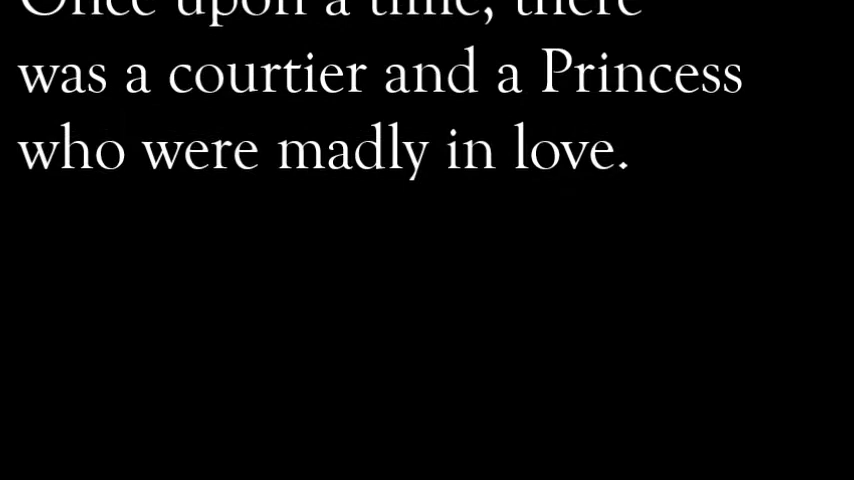 Once upon a time, there
was a courtier and a Princess
who were madly in love.